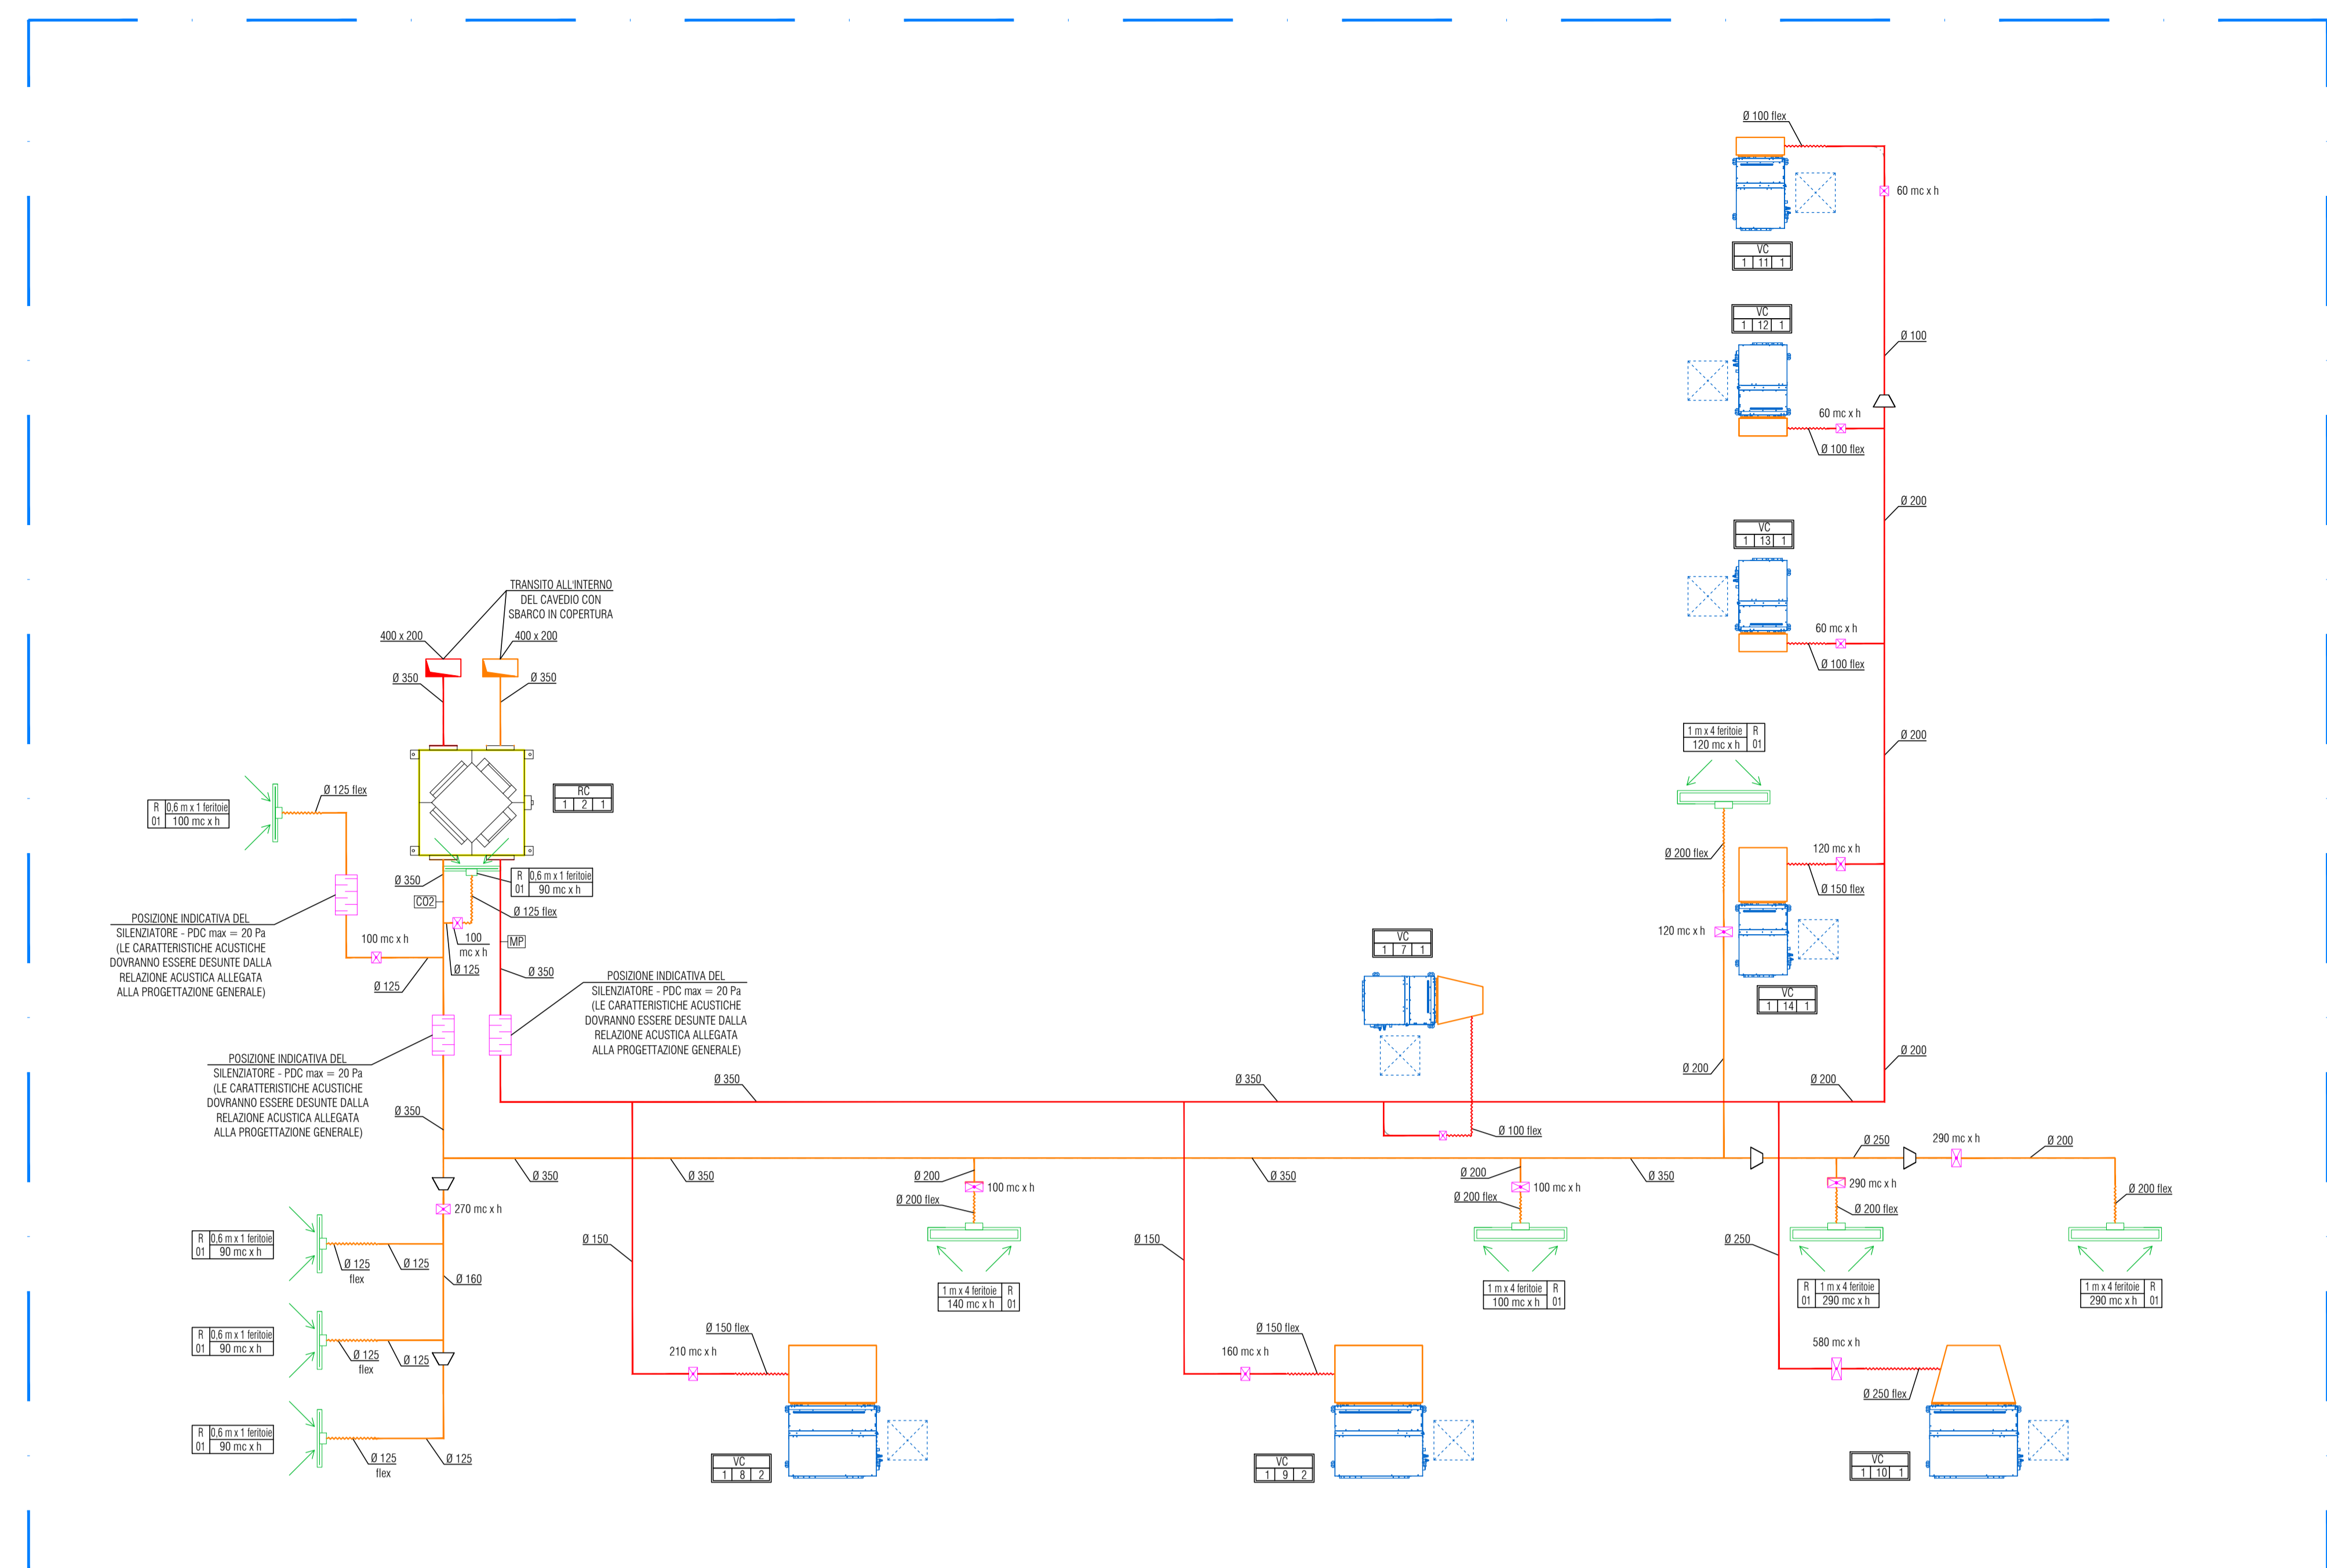 Ø 100 flex
60 mc x h
VC
1 11 1
VC
1 12 1
Ø 100
60 mc x h
Ø 100 flex
Ø 200
VC
1 13 1
60 mc x h
Ø 100 flex
TRANSITO ALL'INTERNO
DEL CAVEDIO CON
SBARCO IN COPERTURA
400 x 200
400 x 200
Ø 350
Ø 350
1 m x 4 feritoie R
120 mc x h 01
Ø 200
Ø 125 flex
R 0,6 m x 1 feritoie
01 100 mc x h
RC
1 2 1
Ø 200 flex
120 mc x h
Ø 150 flex
Ø 350
R 0,6 m x 1 feritoie
01 90 mc x h
CO2
Ø 125 flex
POSIZIONE INDICATIVA DEL
SILENZIATORE - PDC max = 20 Pa
(LE CARATTERISTICHE ACUSTICHE
DOVRANNO ESSERE DESUNTE DALLA
RELAZIONE ACUSTICA ALLEGATA
ALLA PROGETTAZIONE GENERALE)
100 mc x h
100
mc x h
MP
Ø 125
Ø 125
Ø 350
VC
1 7 1
120 mc x h
VC
1 14 1
POSIZIONE INDICATIVA DEL
SILENZIATORE - PDC max = 20 Pa
(LE CARATTERISTICHE ACUSTICHE
DOVRANNO ESSERE DESUNTE DALLA
RELAZIONE ACUSTICA ALLEGATA
ALLA PROGETTAZIONE GENERALE)
POSIZIONE INDICATIVA DEL
SILENZIATORE - PDC max = 20 Pa
(LE CARATTERISTICHE ACUSTICHE
DOVRANNO ESSERE DESUNTE DALLA
RELAZIONE ACUSTICA ALLEGATA
ALLA PROGETTAZIONE GENERALE)
Ø 350
Ø 350
Ø 350
Ø 200
Ø 200
Ø 200
Ø 100 flex
Ø 350
Ø 350
Ø 200
Ø 200 flex
100 mc x h
Ø 350
Ø 200
Ø 200 flex
100 mc x h
Ø 350
Ø 250
290 mc x h
Ø 200
290 mc x h
Ø 200 flex
Ø 200 flex
270 mc x h
R 0,6 m x 1 feritoie
01 90 mc x h
Ø 125
flex
Ø 125
Ø 160
Ø 150
Ø 150
Ø 250
1 m x 4 feritoie R
140 mc x h 01
1 m x 4 feritoie R
100 mc x h 01
R 1 m x 4 feritoie
01 290 mc x h
1 m x 4 feritoie R
290 mc x h 01
R 0,6 m x 1 feritoie
01 90 mc x h
Ø 125
flex
Ø 125
210 mc x h
Ø 150 flex
160 mc x h
Ø 150 flex
580 mc x h
Ø 250 flex
R 0,6 m x 1 feritoie
01 90 mc x h
Ø 125
flex
Ø 125
VC
1 8 2
VC
1 9 2
VC
1 10 1